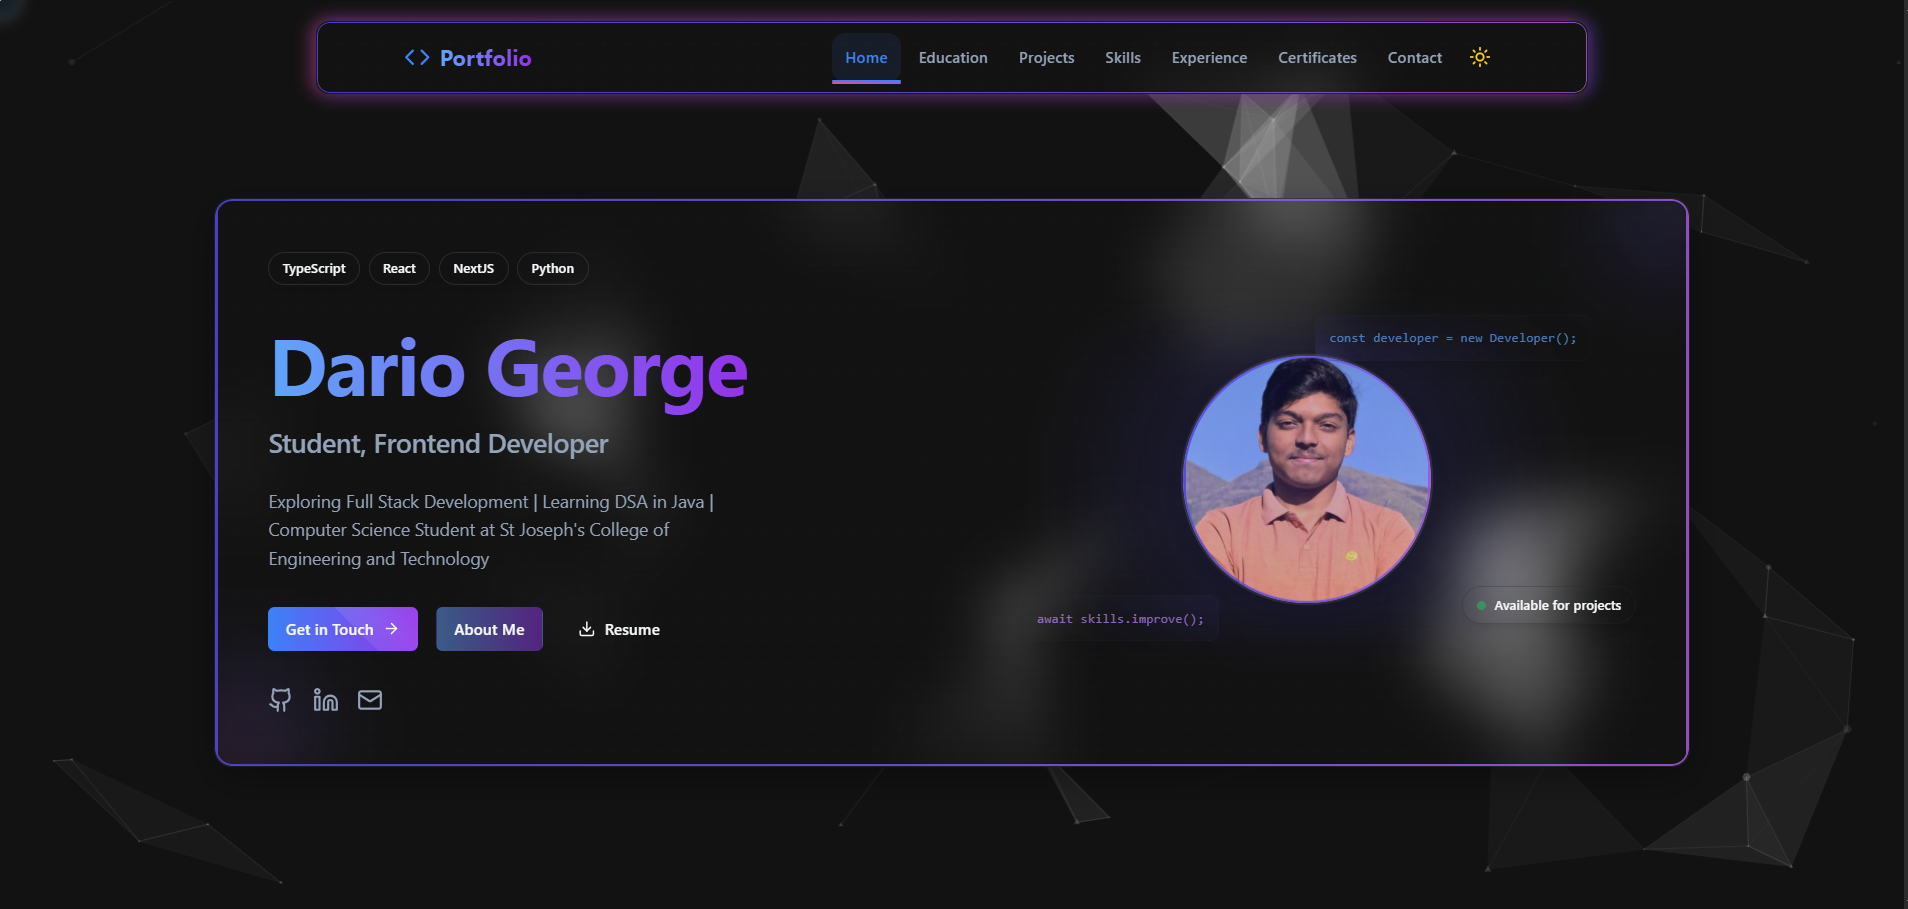 Portfolio
Home Education Projects Skills Experience Certificates Contact
TypeScript React NextJS Python
Dario George
Student, Frontend Developer
Exploring Full Stack Development | Learning DSA in Java |
Computer Science Student at St Joseph's College of
Engineering and Technology
Get in Touch
About Me
Resume
const developer = new Developer();
await skills.improve();
Available for projects